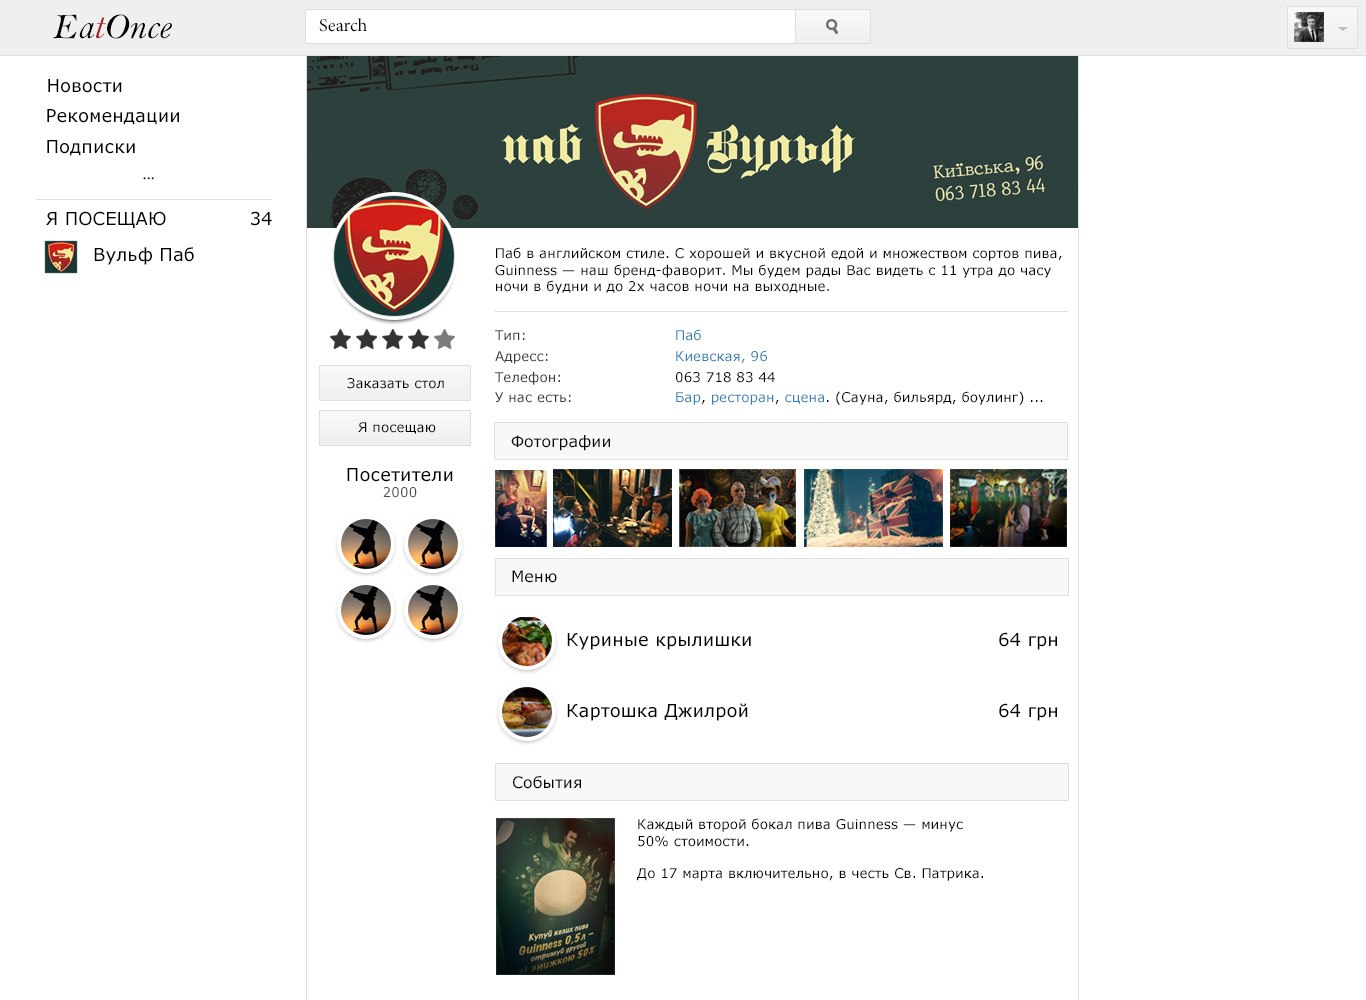 EatOnce
Search
Новости
Рекомендации
Подписки
...
Я ПОСЕЩАЮ 34
Вульф Паб
паб Вульф
Київська, 96
063 718 83 44
Заказать стол
Я посещаю
Посетители
2000
Паб в английском стиле. С хорошей и вкусной едой и множеством сортов пива,
Guinness — наш бренд-фаворит. Мы будем рады Вас видеть с 11 утра до часу
ночи в будни и до 2х часов ночи на выходные.
Тип: Паб
Адресс: Киевская, 96
Телефон: 063 718 83 44
У нас есть: Бар, ресторан, сцена. (Сауна, бильярд, боулинг) ...
Фотографии
Меню
Куриные крылишки 64 грн
Картошка Джилрой 64 грн
События
Каждый второй бокал пива Guinness — минус
50% стоимости.
До 17 марта включительно, в честь Св. Патрика.
Купуй келих пива
Guinness 0,5л –
отримуй другий
зі знижкою 50%